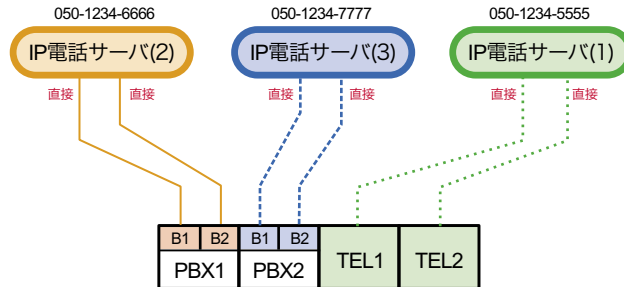 050-1234-6666 050-1234-7777 050-1234-5555
IP電話サーバ(2) IP電話サーバ(3) IP電話サーバ(1)
直接 直接 直接 直接 直接 直接
B1 B2 B1 B2
PBX1 PBX2 TEL1 TEL2